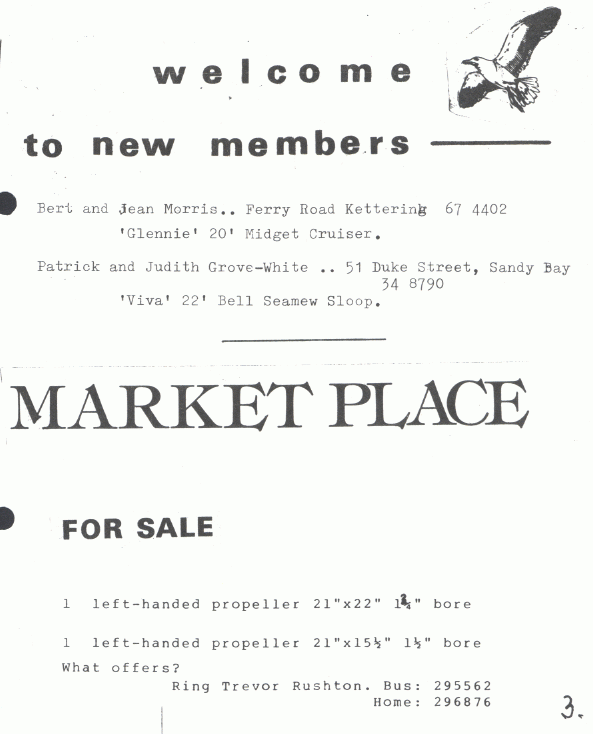 welcome
to new members
Bert and Jean Morris.. Ferry Road Kettering 67 4402
'Glennie' 20' Midget Cruiser.
Patrick and Judith Grove-White .. 51 Duke Street, Sandy Bay
34 8790
'Viva' 22' Bell Seamew Sloop.
MARKET PLACE
FOR SALE
1 left-handed propeller 21"x22" 1¾" bore
1 left-handed propeller 21"x15½" 1½" bore
What offers?
Ring Trevor Rushton. Bus: 295562
Home: 296876
3.